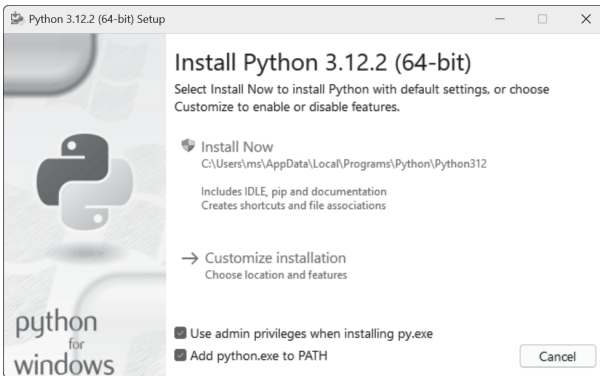 Python 3.12.2 (64-bit) Setup
Install Python 3.12.2 (64-bit)
Select Install Now to install Python with default settings, or choose
Customize to enable or disable features.
Install Now
C:\Users\ms\AppData\Local\Programs\Python\Python312
Includes IDLE, pip and documentation
Creates shortcuts and file associations
Customize installation
Choose location and features
python
for
windows
Use admin privileges when installing py.exe
Add python.exe to PATH
Cancel